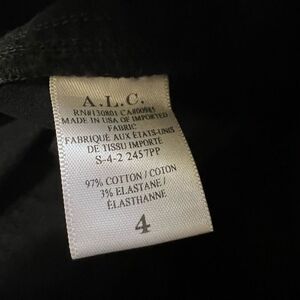 A.L.C.
RN#130801 CA#00985
MADE IN USA OF IMPORTED
FABRIC
FABRIQUÉ AUX ÉTATS-UNIS
DE TISSU IMPORTÉ
S-4-2 2457PP
97% COTTON / COTON
3% ELASTANE /
ÉLASTHANNE
4